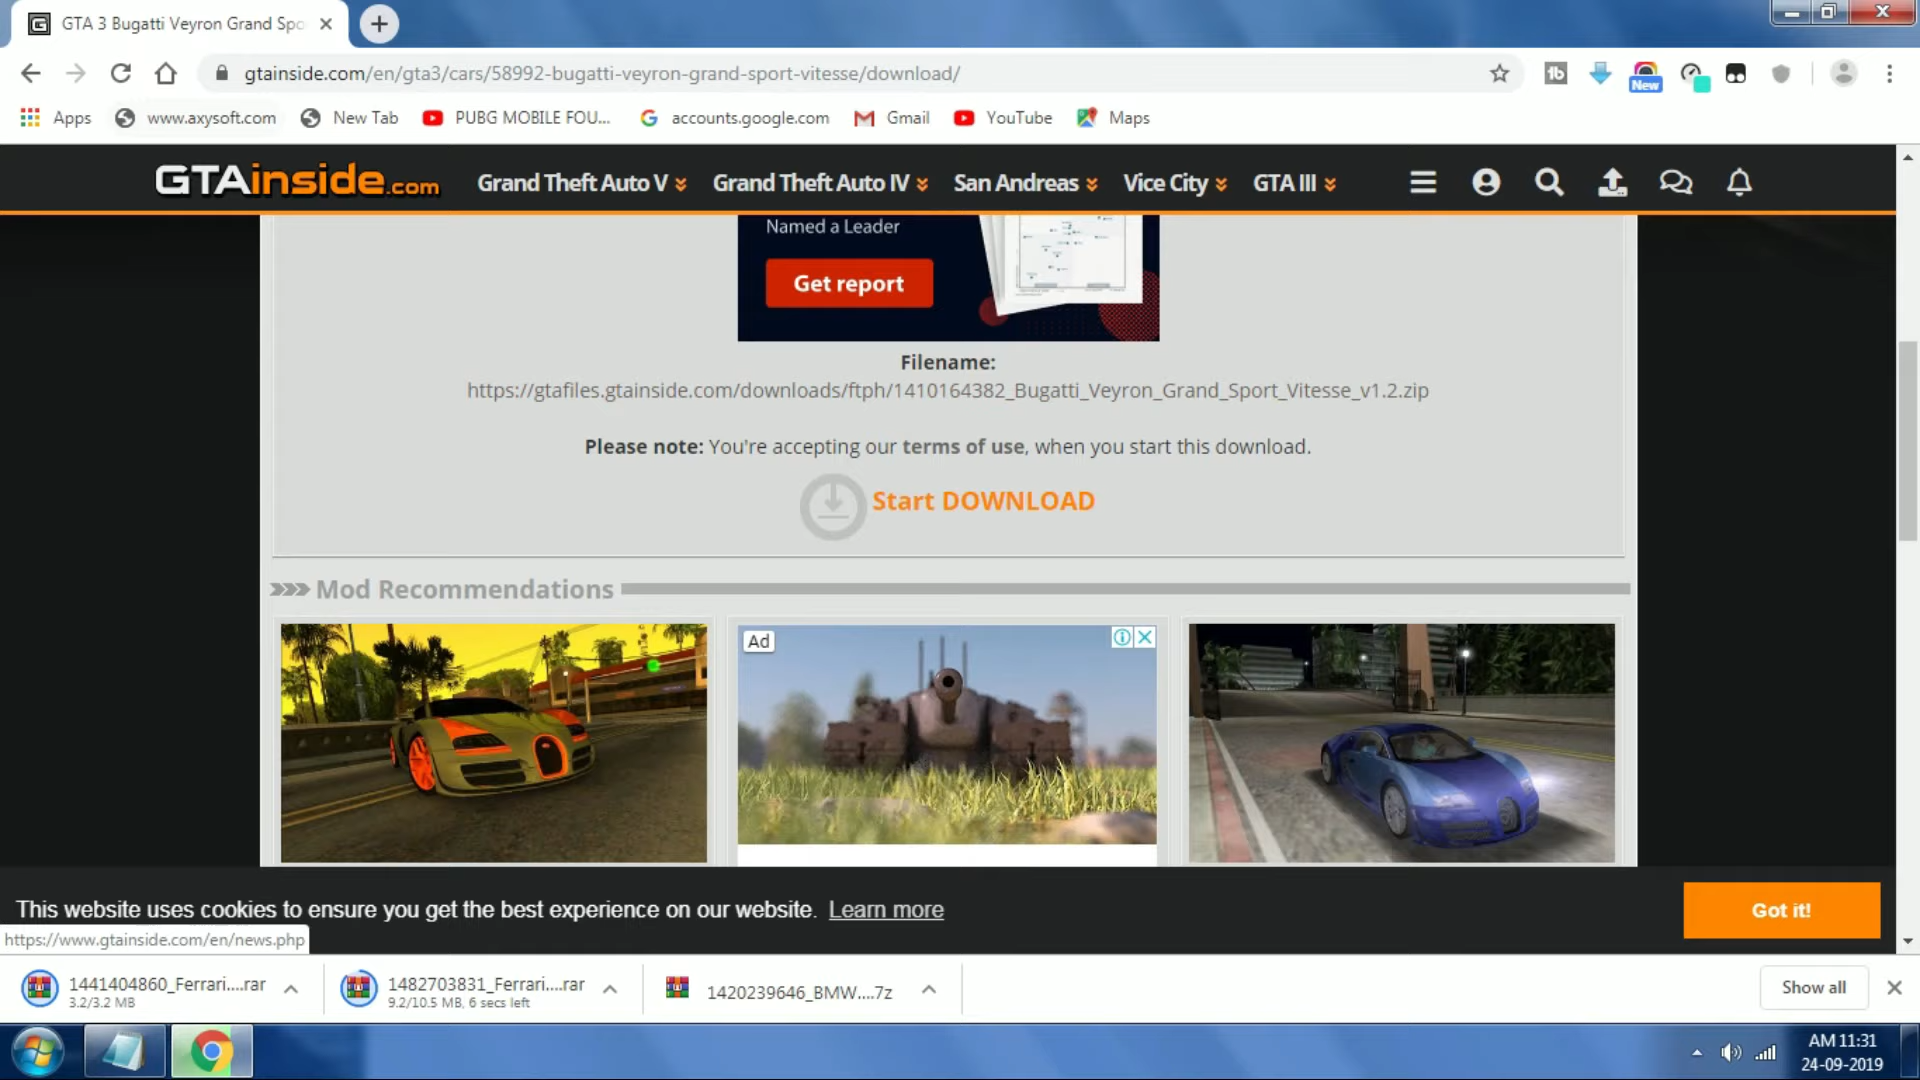 GTA 3 Bugatti Veyron Grand Spo
gtainside.com/en/gta3/cars/58992-bugatti-veyron-grand-sport-vitesse/download/
New
Apps
www.axysoft.com
New Tab
PUBG MOBILE FOU...
accounts.google.com
Gmail
YouTube
Maps
GTAinside.com
Grand Theft Auto V
Grand Theft Auto IV
San Andreas
Vice City
GTA III
Named a Leader
Get report
Filename:
https://gtafiles.gtainside.com/downloads/ftph/1410164382_Bugatti_Veyron_Grand_Sport_Vitesse_v1.2.zip
Please note: You're accepting our terms of use, when you start this download.
Start DOWNLOAD
Mod Recommendations
Ad
This website uses cookies to ensure you get the best experience on our website. Learn more
Got it!
https://www.gtainside.com/en/news.php
1441404860_Ferrari....rar
3.2/3.2 MB
1482703831_Ferrari....rar
9.2/10.5 MB, 6 secs left
1420239646_BMW....7z
Show all
AM 11:31
24-09-2019